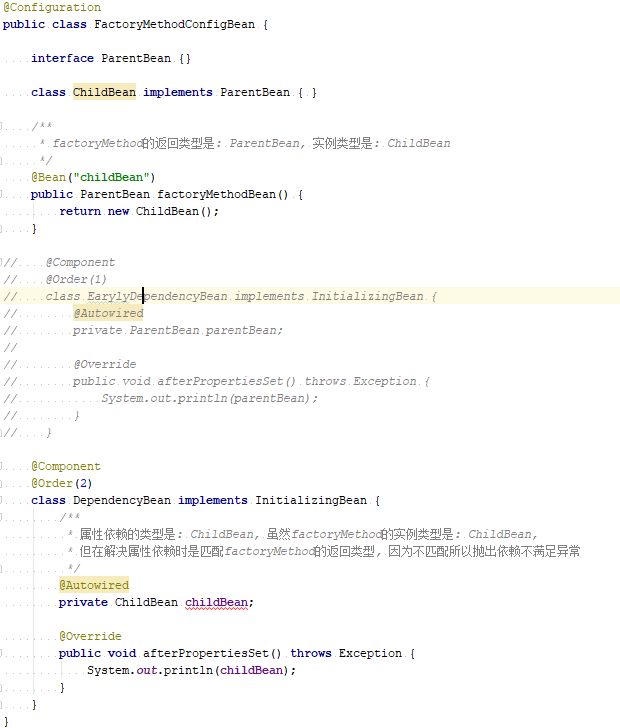 @Configuration
public class FactoryMethodConfigBean {
interface ParentBean {}
class ChildBean implements ParentBean { }
/**
* factoryMethod的返回类型是: ParentBean, 实例类型是: ChildBean
*/
@Bean("childBean")
public ParentBean factoryMethodBean() {
return new ChildBean();
}
// @Component
// @Order(1)
// class EarylyDependencyBean implements InitializingBean {
// @Autowired
// private ParentBean parentBean;
//
// @Override
// public void afterPropertiesSet() throws Exception {
// System.out.println(parentBean);
// }
// }
@Component
@Order(2)
class DependencyBean implements InitializingBean {
/**
* 属性依赖的类型是: ChildBean, 虽然factoryMethod的实例类型是: ChildBean,
* 但在解决属性依赖时是匹配factoryMethod的返回类型, 因为不匹配所以抛出依赖不满足异常
*/
@Autowired
private ChildBean childBean;
@Override
public void afterPropertiesSet() throws Exception {
System.out.println(childBean);
}
}
}